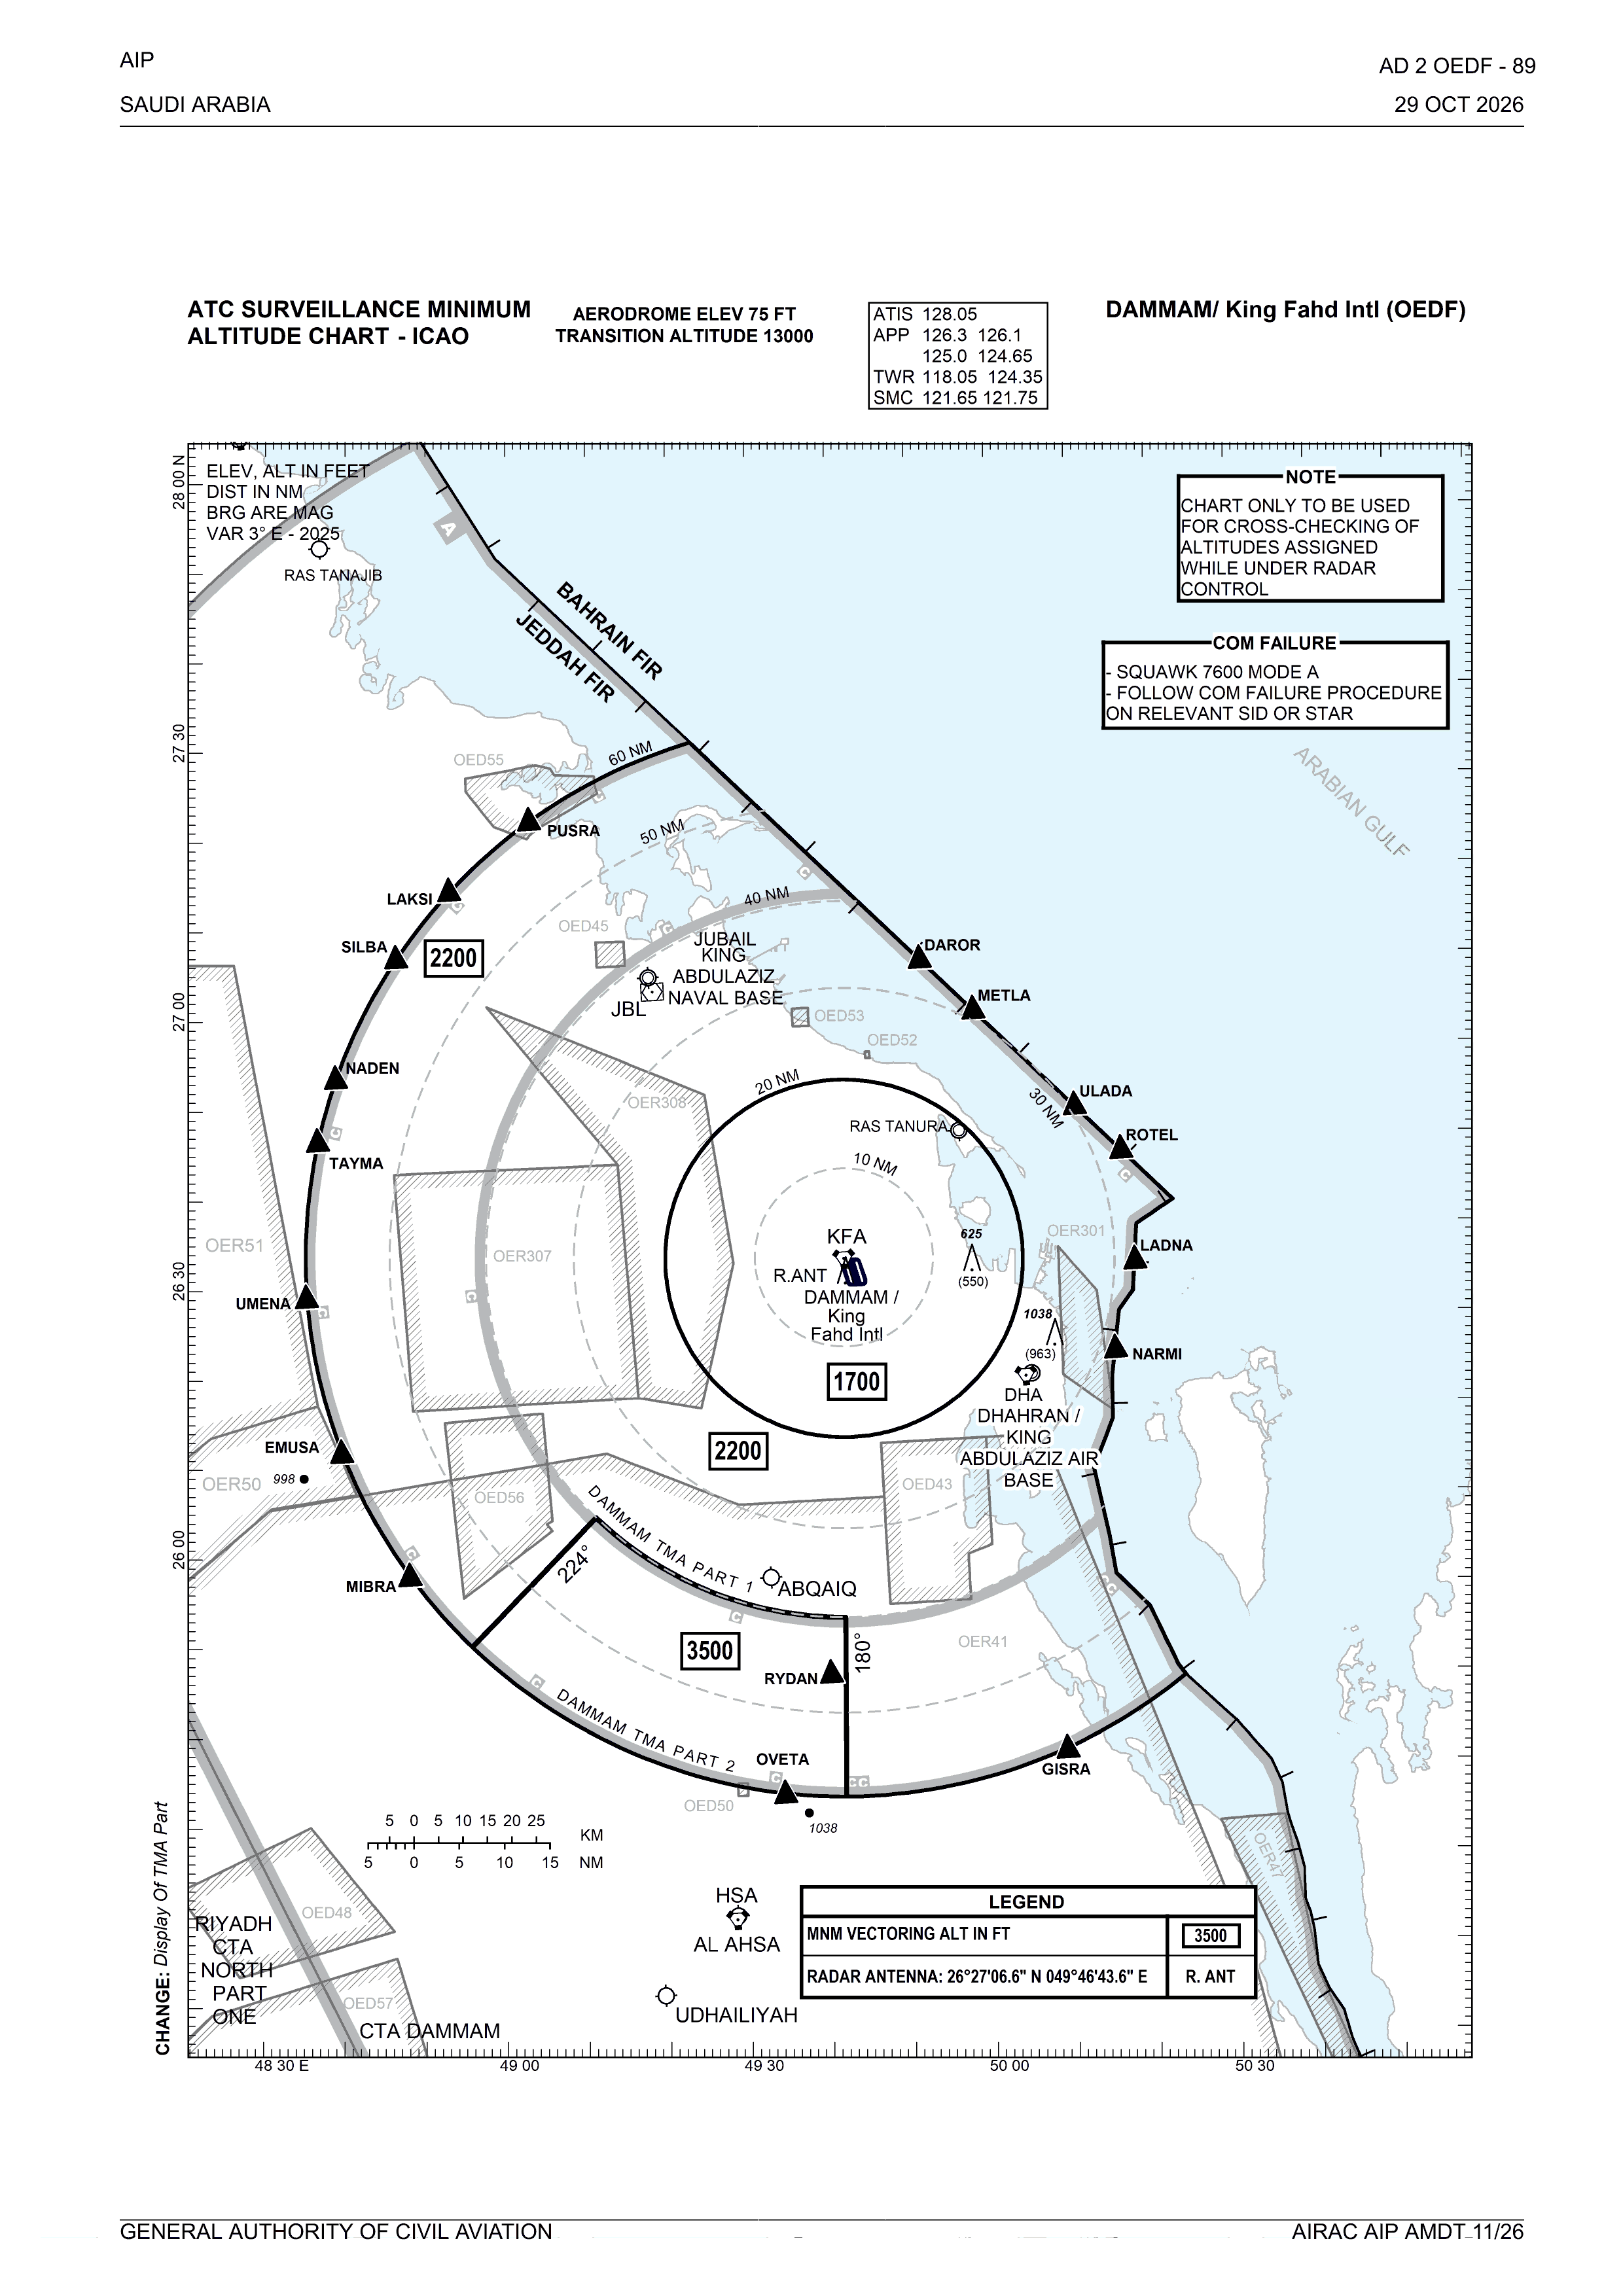 AIP
AD 2 OEDF - 89
SAUDI ARABIA
29 OCT 2026
ATC SURVEILLANCE MINIMUM
ALTITUDE CHART - ICAO
AERODROME ELEV 75 FT
TRANSITION ALTITUDE 13000
ATIS 128.05
APP 126.3 126.1
125.0 124.65
TWR 118.05 124.35
SMC 121.65 121.75
DAMMAM/ King Fahd Intl (OEDF)
ELEV, ALT IN FEET
DIST IN NM
BRG ARE MAG
VAR 3° E - 2025
RAS TANAJIB
NOTE
CHART ONLY TO BE USED
FOR CROSS-CHECKING OF
ALTITUDES ASSIGNED
WHILE UNDER RADAR
CONTROL
COM FAILURE
- SQUAWK 7600 MODE A
- FOLLOW COM FAILURE PROCEDURE
ON RELEVANT SID OR STAR
28 00 N
A
BAHRAIN FIR
JEDDAH FIR
ARABIAN GULF
27 30
60 NM
OED55
C
PUSRA
50 NM
C
LAKSI
C
40 NM
SILBA
2200
OED45
C
JUBAIL
KING
ABDULAZIZ
NAVAL BASE
JBL
DAROR
METLA
27 00
OED53
OED52
NADEN
20 NM
OER308
30 NM
ULADA
C
TAYMA
RAS TANURA
ROTEL
C
10 NM
OER51
OER307
KFA
R.ANT
DAMMAM /
King
Fahd Intl
625
(550)
OER301
LADNA
26 30
UMENA
C
C
1038
(963)
NARMI
1700
DHA
DHAHRAN /
KING
ABDULAZIZ AIR
BASE
EMUSA
998
OER50
2200
OED56
OED43
26 00
C
MIBRA
DAMMAM TMA PART 1
224°
ABQAIQ
C
CC
3500
180°
OER41
RYDAN
C
DAMMAM TMA PART 2
OVETA
C
CC
GISRA
OED50
1038
OER47
5 0 5 10 15 20 25
KM
5 0 5 10 15 NM
OED48
RIYADH
CTA
NORTH
PART
ONE
OED57
CTA DAMMAM
HSA
AL AHSA
UDHAILIYAH
LEGEND
MNM VECTORING ALT IN FT
3500
RADAR ANTENNA: 26°27'06.6" N 049°46'43.6" E
R. ANT
CHANGE: Display Of TMA Part
48 30 E
49 00
49 30
50 00
50 30
GENERAL AUTHORITY OF CIVIL AVIATION
AIRAC AIP AMDT 11/26